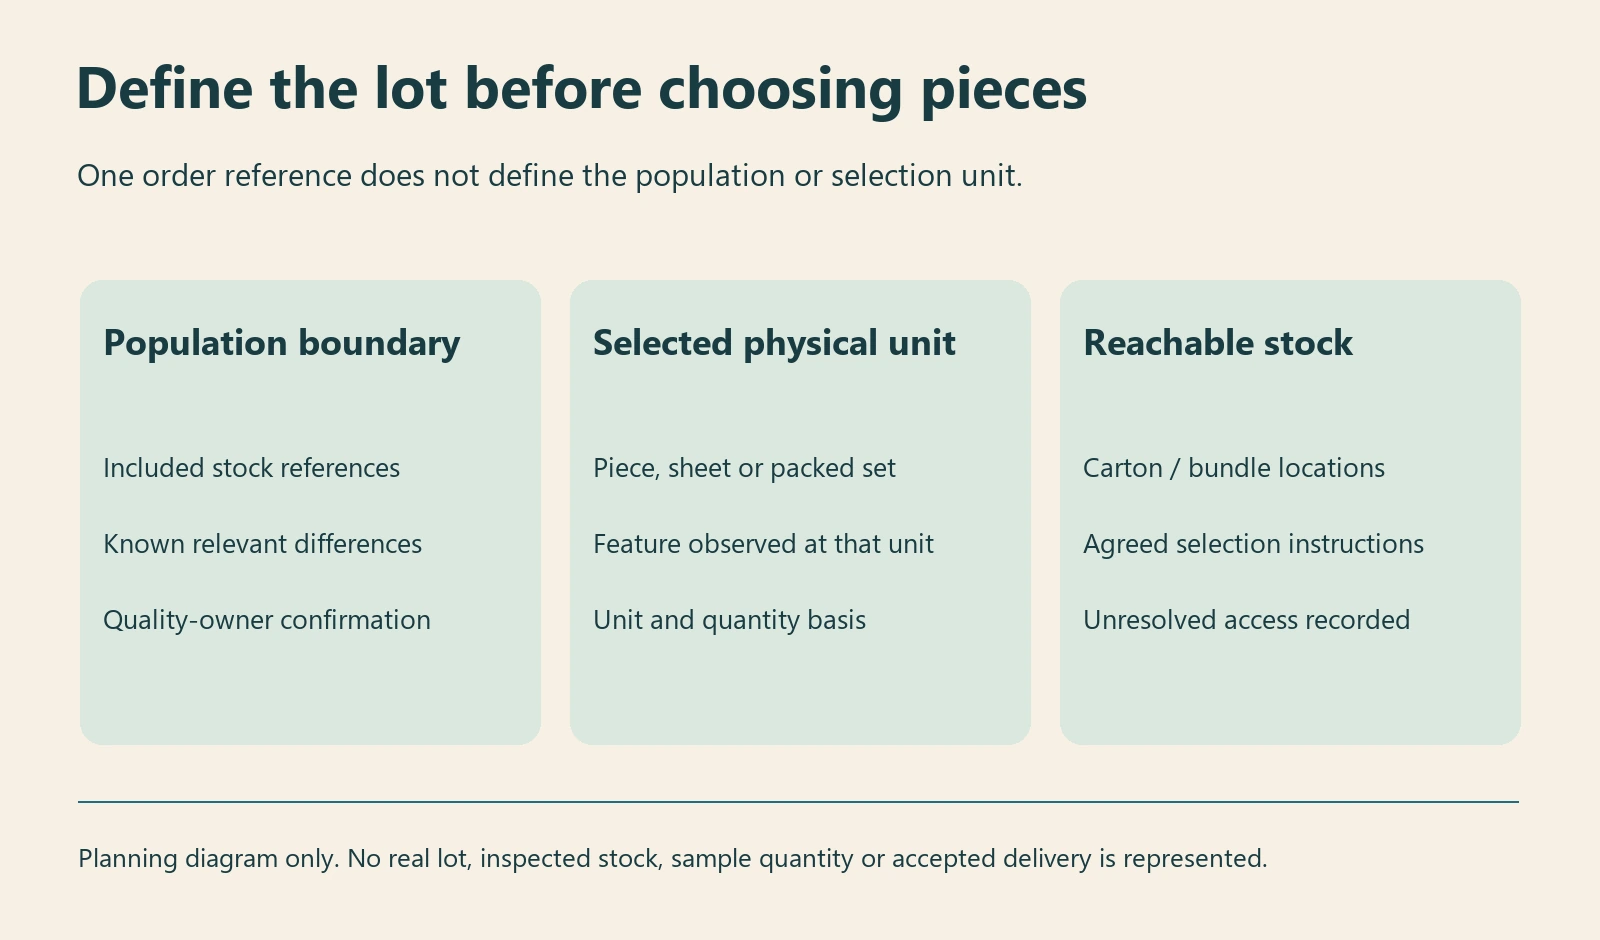 Define the lot before choosing pieces
One order reference does not define the population or selection unit.
Population boundary
Included stock references
Known relevant differences
Quality-owner confirmation
Selected physical unit
Piece, sheet or packed set
Feature observed at that unit
Unit and quantity basis
Reachable stock
Carton / bundle locations
Agreed selection instructions
Unresolved access recorded
Planning diagram only. No real lot, inspected stock, sample quantity or accepted delivery is represented.